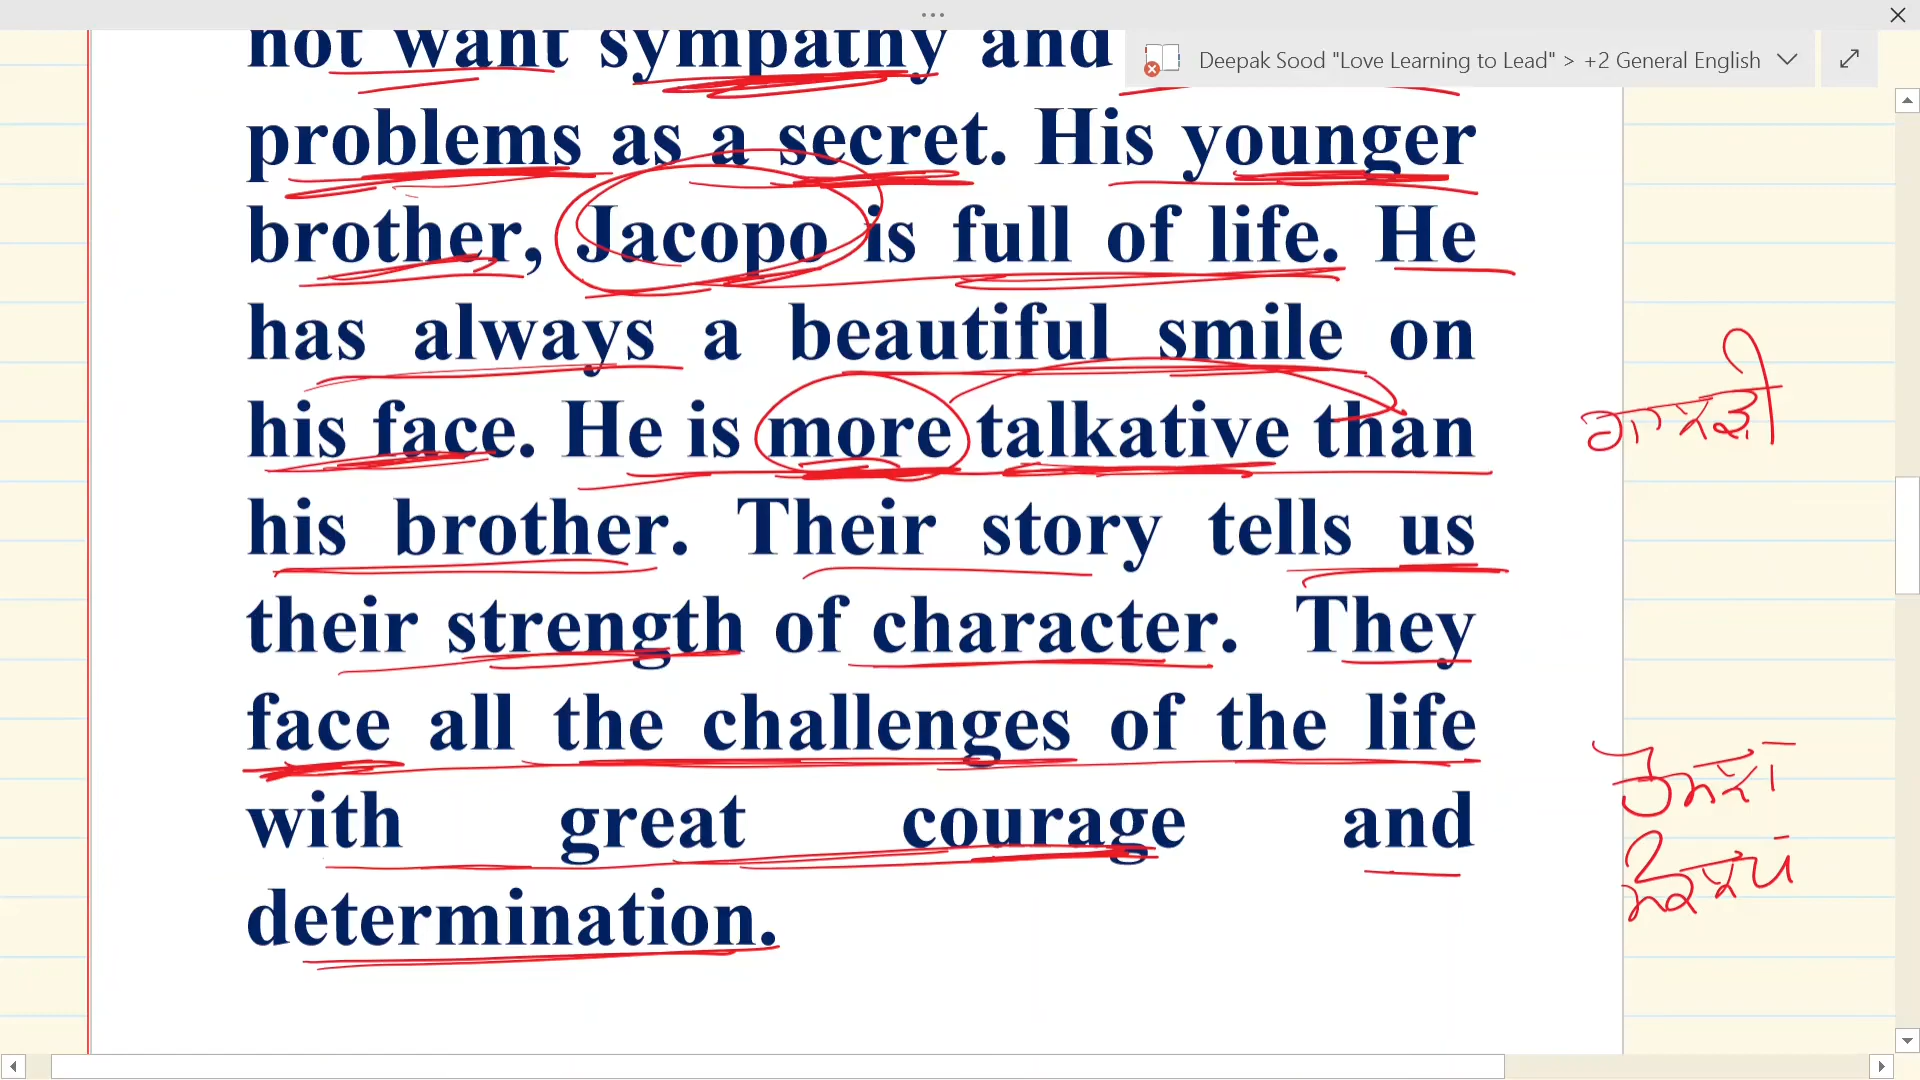 not want sympathy and
Deepak Sood "Love Learning to Lead" > +2 General English
problems as a secret. His younger
brother, Jacopo is full of life. He
has always a beautiful smile on
his face. He is more talkative than
his brother. Their story tells us
their strength of character. They
face all the challenges of the life
with great courage and
determination.